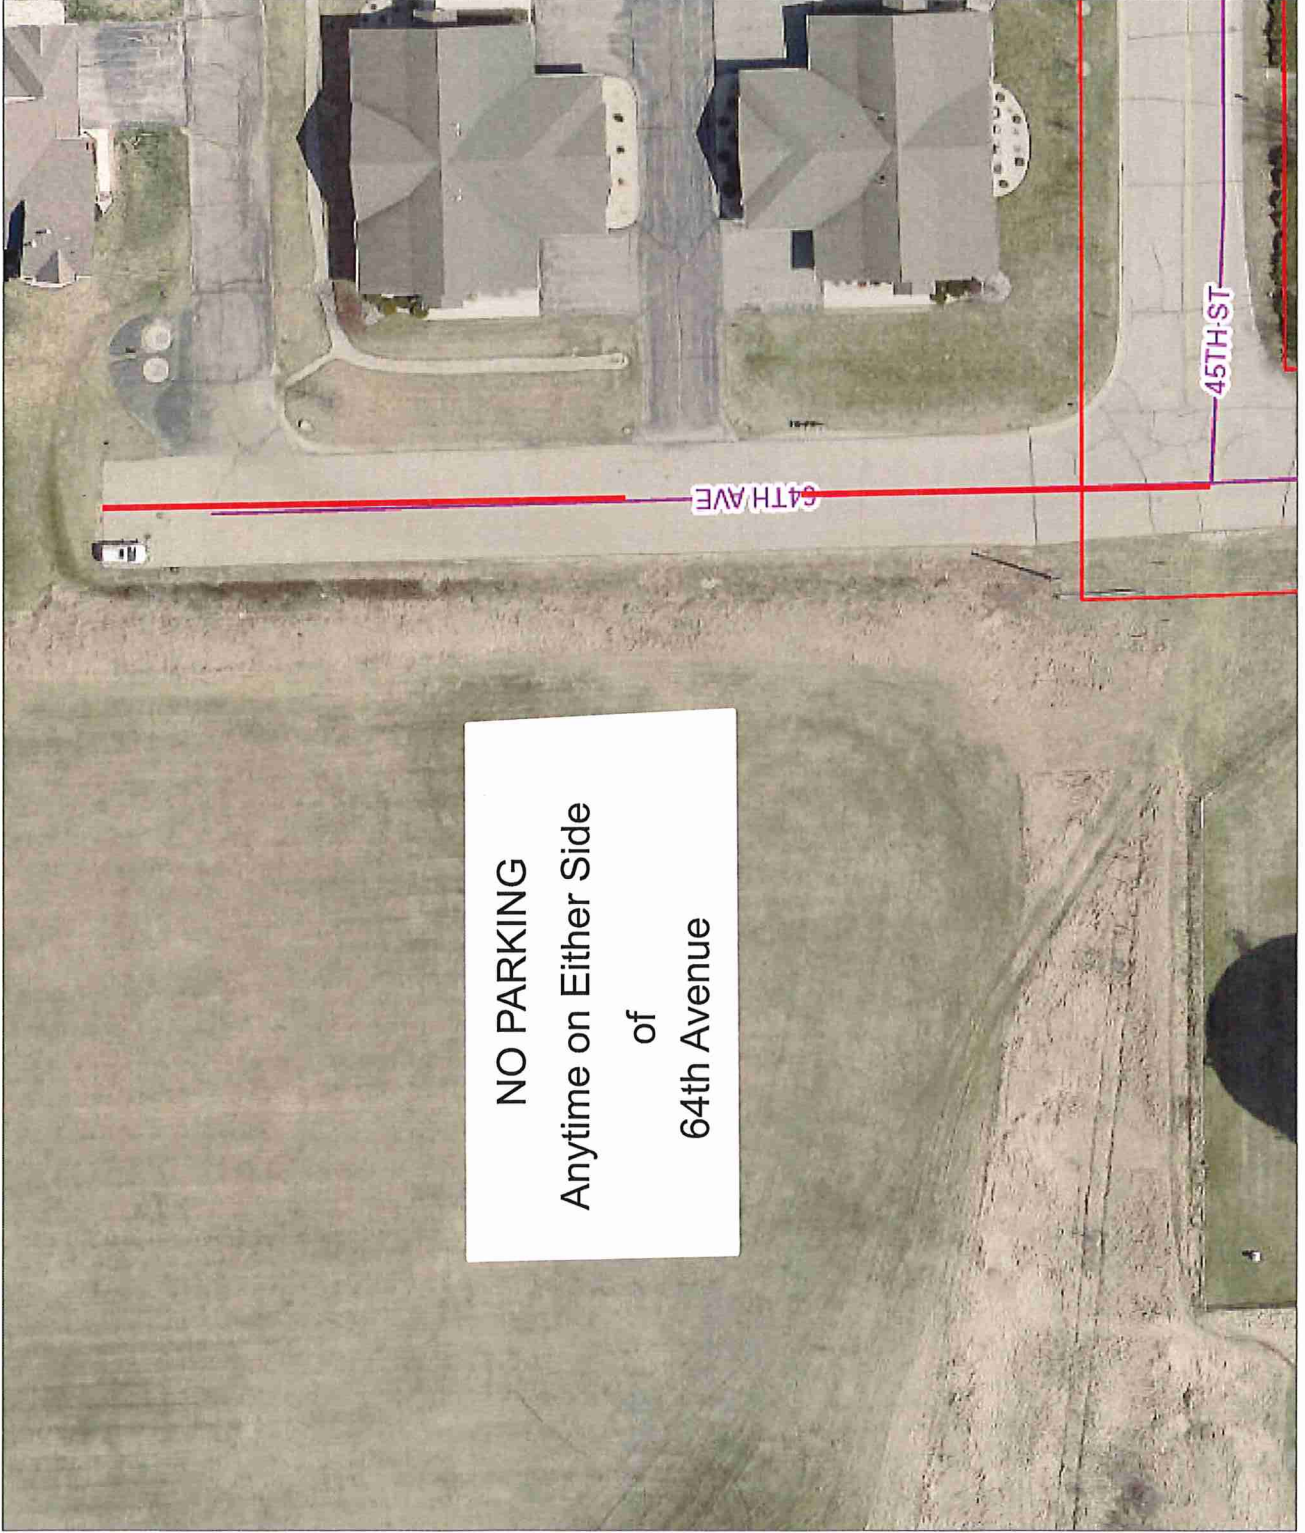 NO PARKING
Anytime on Either Side
of
64th Avenue
64TH AVE
45TH ST